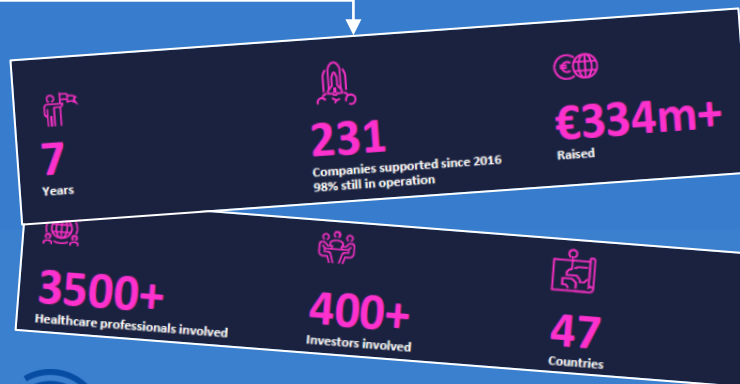 7
Years
231
Companies supported since 2016
98% still in operation
€334m+
Raised
3500+
Healthcare professionals involved
400+
Investors involved
47
Countries